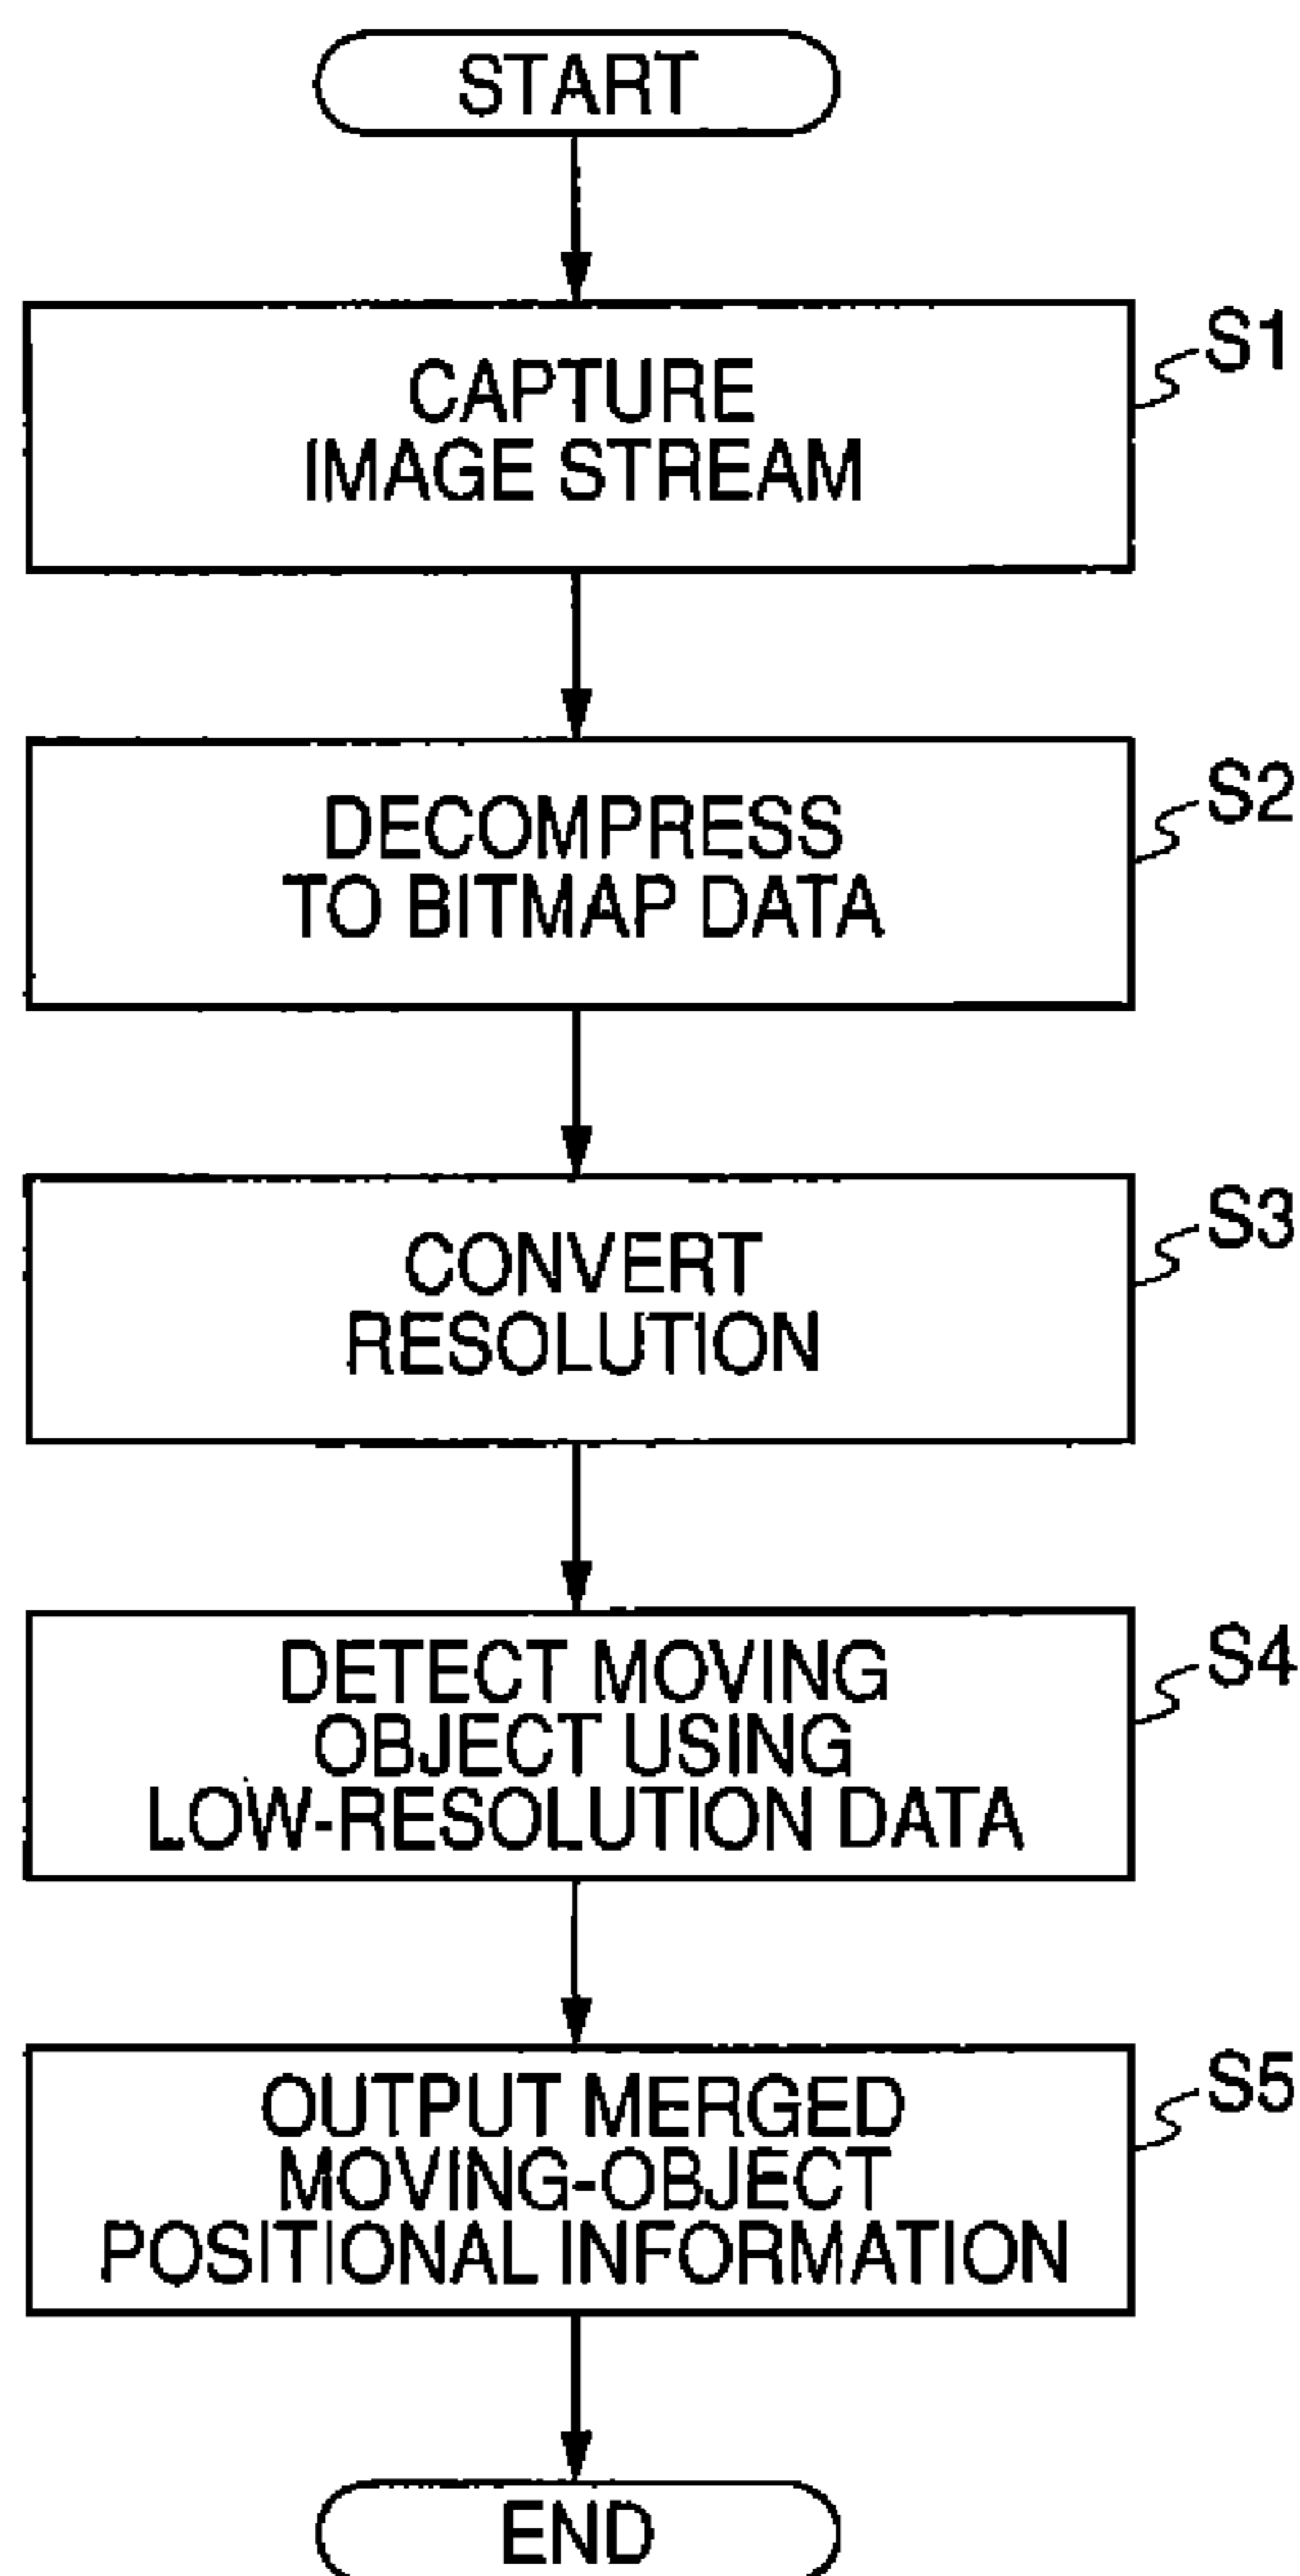 START
CAPTURE
IMAGE STREAM
S1
DECOMPRESS
TO BITMAP DATA
S2
CONVERT
RESOLUTION
S3
DETECT MOVING
OBJECT USING
LOW-RESOLUTION DATA
S4
OUTPUT MERGED
MOVING-OBJECT
POSITIONAL INFORMATION
S5
END